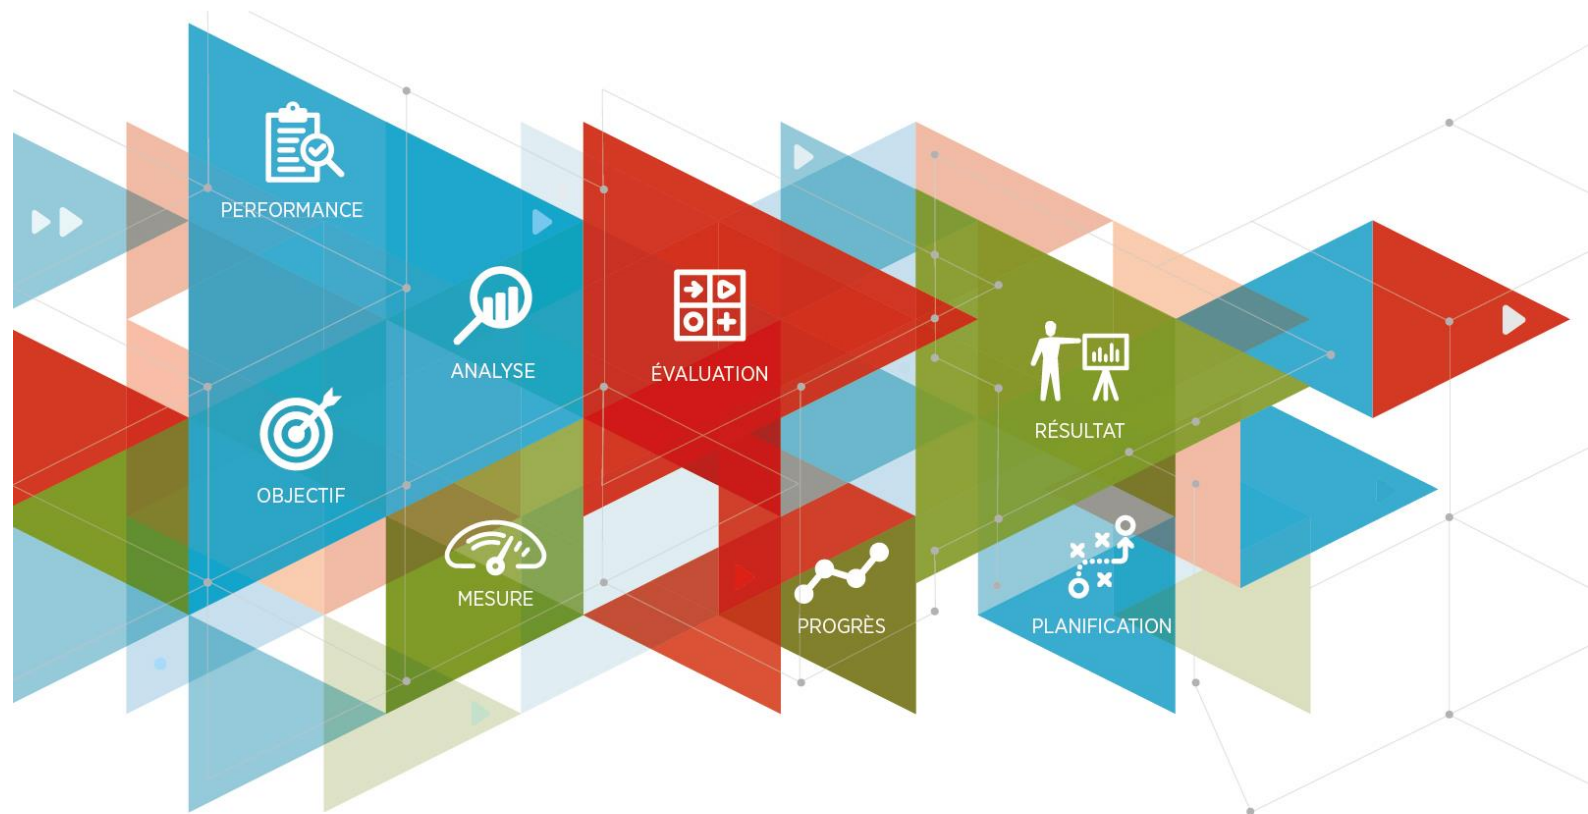 PERFORMANCE
ANALYSE
ÉVALUATION
RÉSULTAT
OBJECTIF
MESURE
PROGRÈS
PLANIFICATION